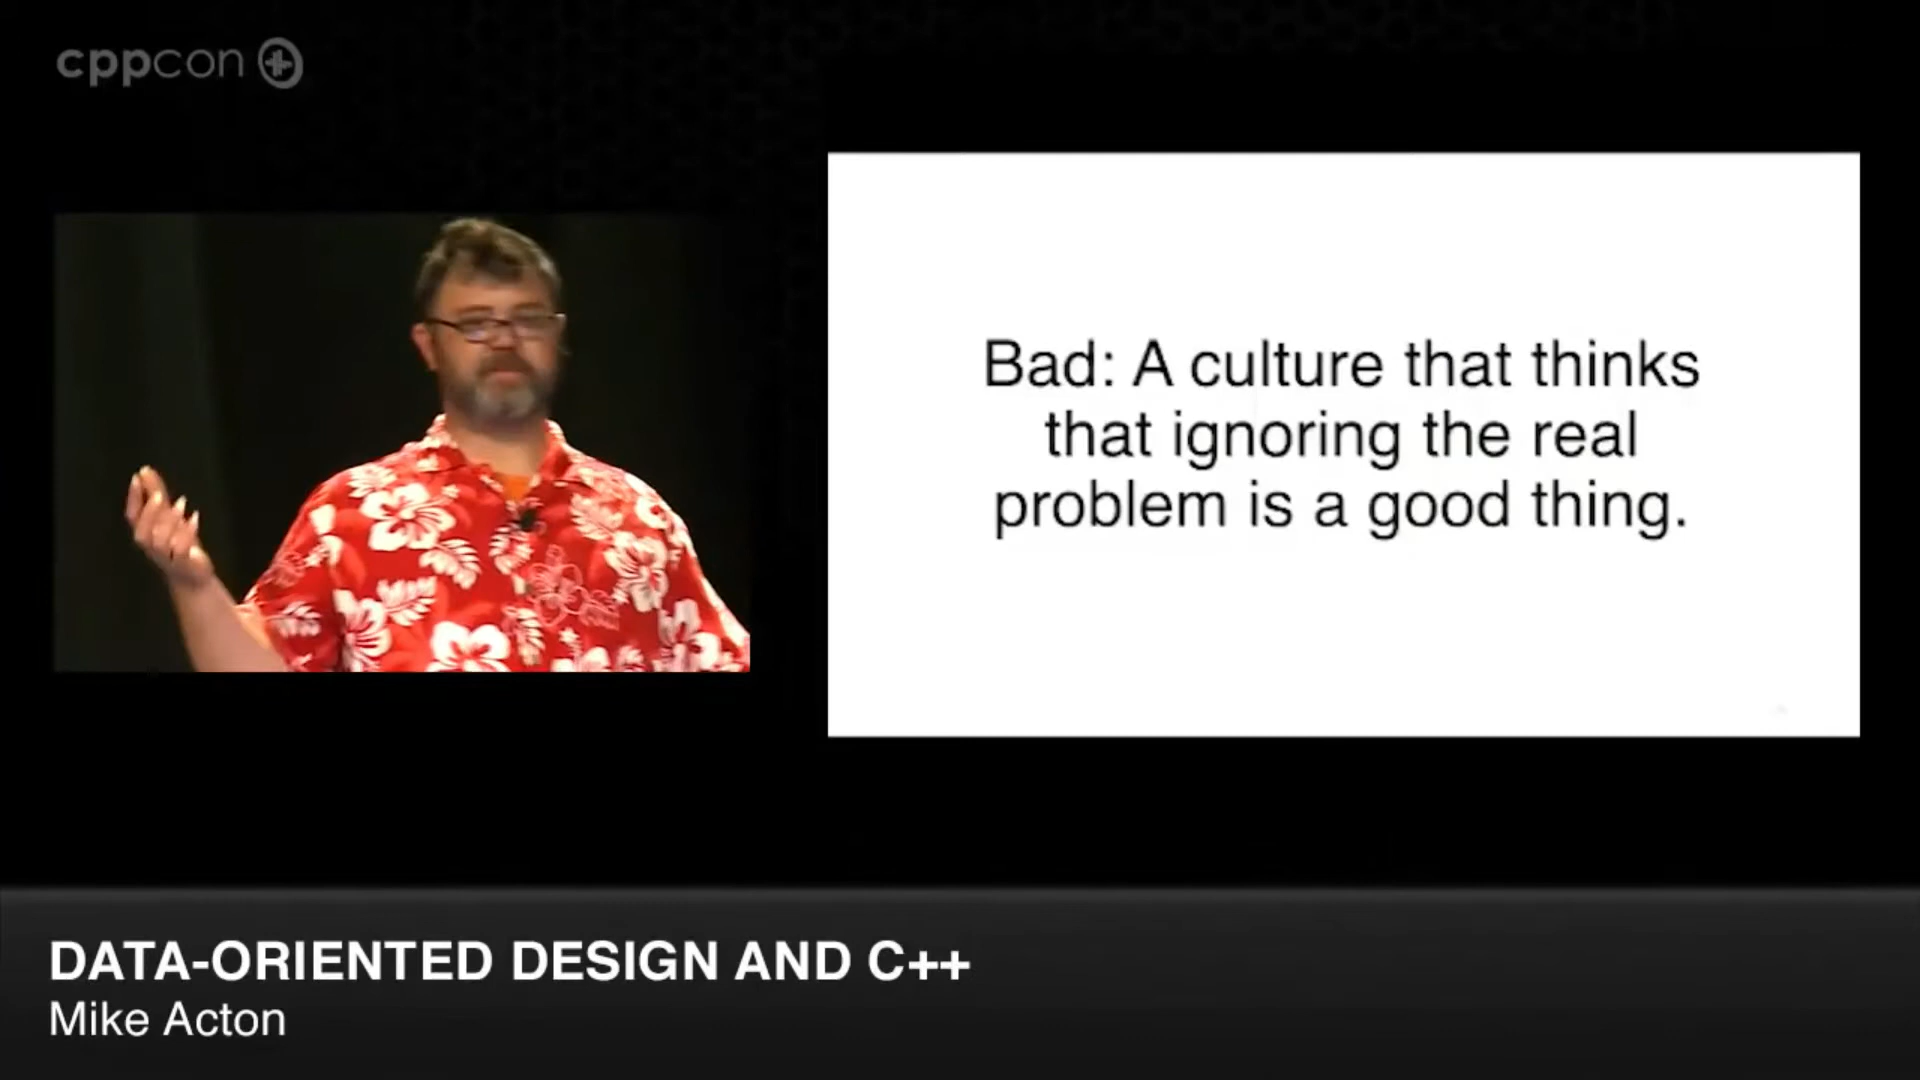 cppcon
Bad: A culture that thinks
that ignoring the real
problem is a good thing.
DATA-ORIENTED DESIGN AND C++
Mike Acton